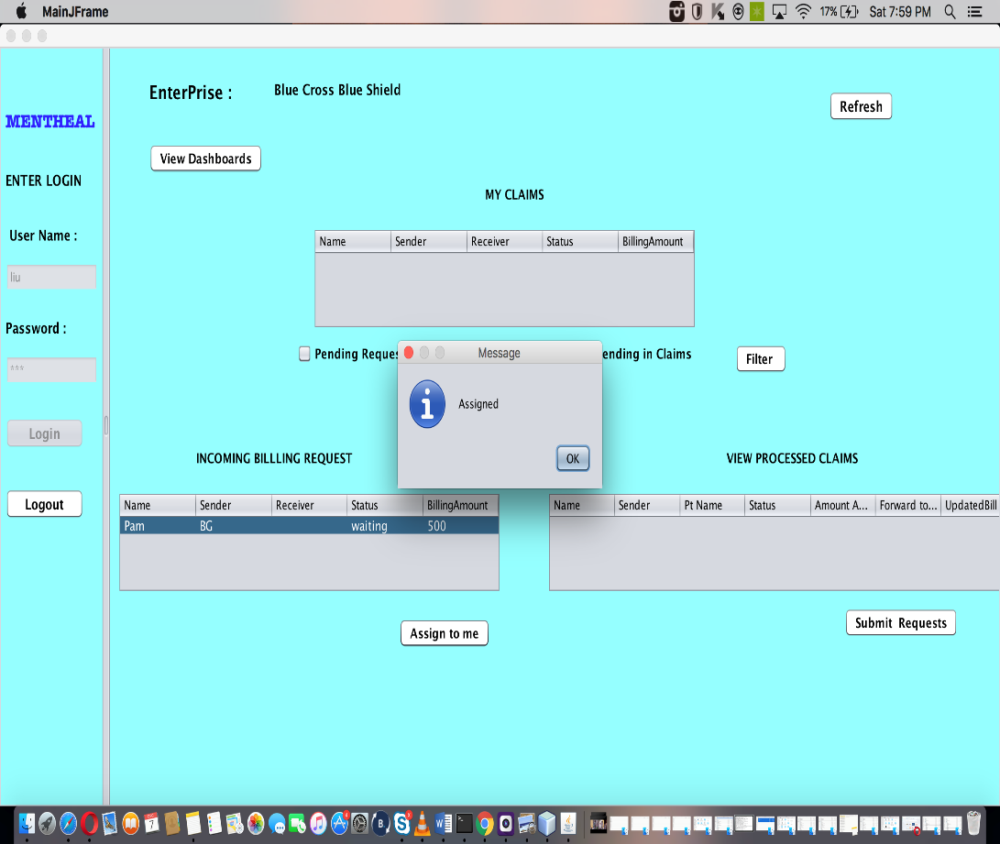 MainJFrame 17% Sat 7:59 PM
EnterPrise : Blue Cross Blue Shield
Refresh
MENTHEAL
View Dashboards
ENTER LOGIN
MY CLAIMS
User Name :
Name Sender Receiver Status BillingAmount
liu
Password :
Pending Reques
ending in Claims
Filter
Message
***
Assigned
Login
OK
INCOMING BILLLING REQUEST
VIEW PROCESSED CLAIMS
Logout
Name Sender Receiver Status BillingAmount
Name Sender Pt Name Status Amount A... Forward to... UpdatedBill
Pam BG waiting 500
Submit Requests
Assign to me